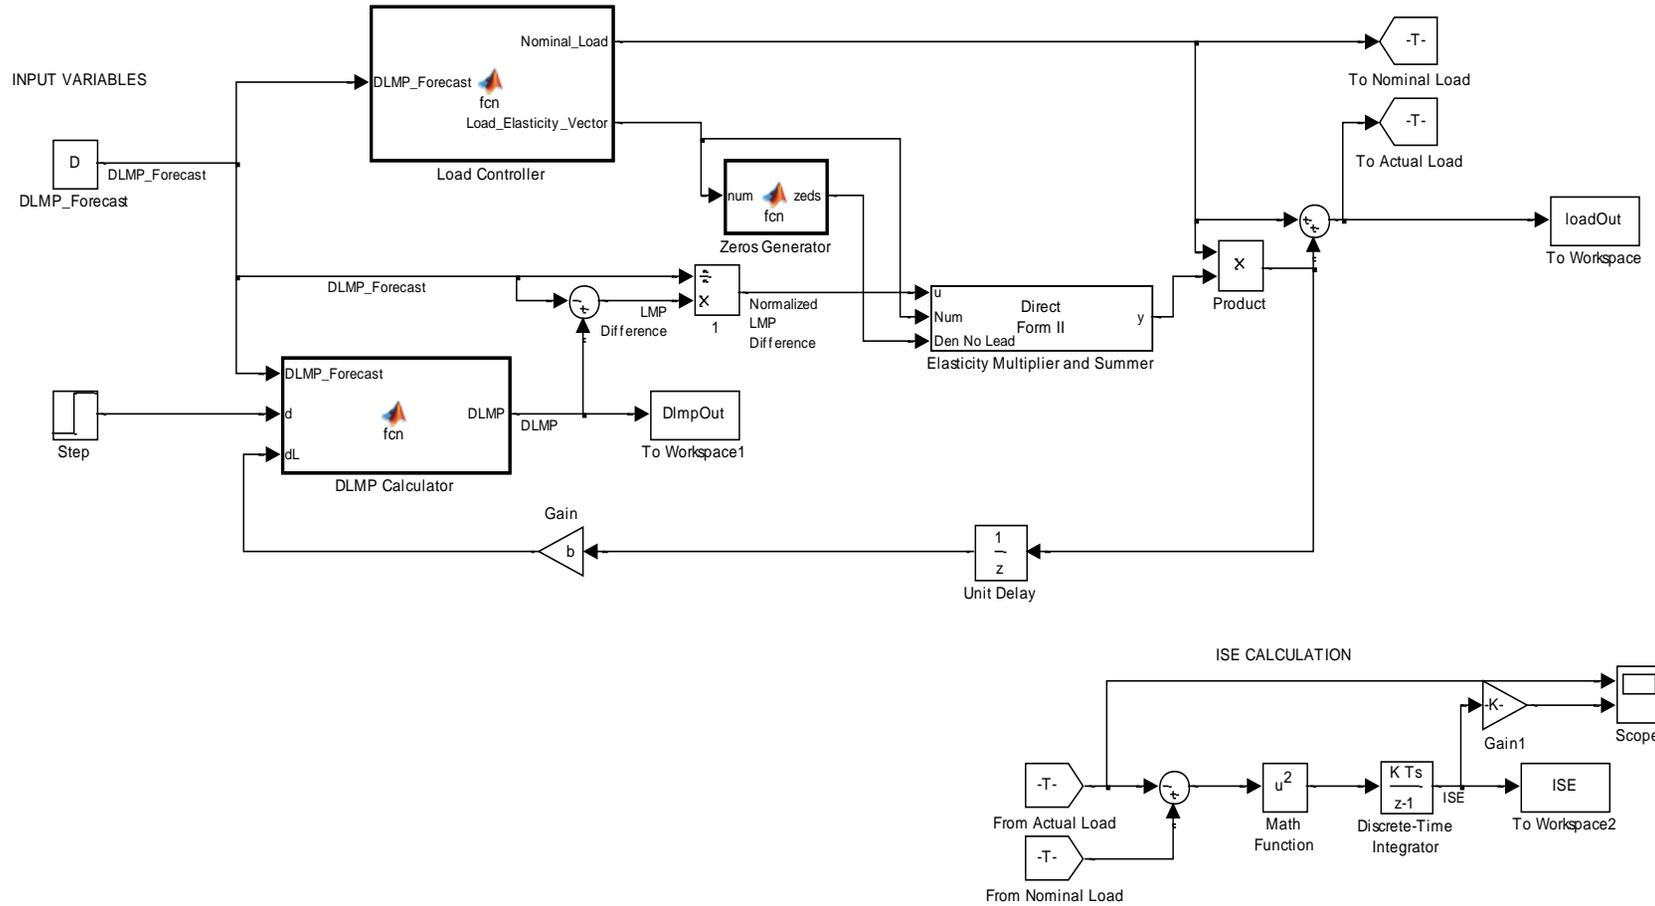 INPUT VARIABLES
D
DLMP_Forecast
DLMP_Forecast
DLMP_Forecast
fcn
Nominal_Load
Load_Elasticity_Vector
Load Controller
num
fcn
zeds
Zeros Generator
-T-
To Nominal Load
-T-
To Actual Load
loadOut
To Workspace
X
Product
DLMP_Forecast
LMP
Difference
÷
X
1
Normalized
LMP
Difference
u
Num
Den No Lead
Direct
Form II
y
Elasticity Multiplier and Summer
Step
DLMP_Forecast
d
dL
fcn
DLMP
DLMP Calculator
DLMP
DlmpOut
To Workspace1
Gain
b
1
z
Unit Delay
ISE CALCULATION
-K-
Gain1
Scope
-T-
From Actual Load
-T-
From Nominal Load
u²
Math
Function
K Ts
z-1
Discrete-Time
Integrator
ISE
ISE
To Workspace2